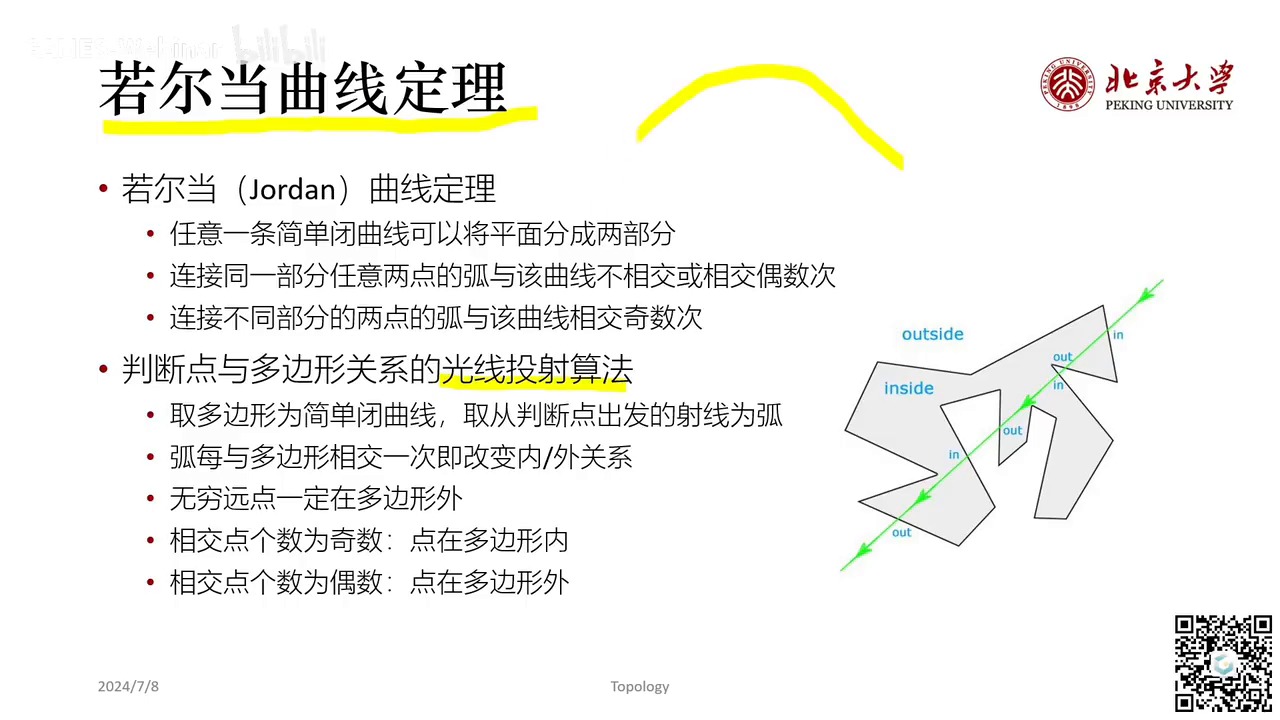 bilibili
若尔当曲线定理
北京大学
PEKING UNIVERSITY
• 若尔当（Jordan）曲线定理
• 任意一条简单闭曲线可以将平面分成两部分
• 连接同一部分任意两点的弧与该曲线不相交或相交偶数次
• 连接不同部分的两点的弧与该曲线相交奇数次
• 判断点与多边形关系的光线投射算法
• 取多边形为简单闭曲线，取从判断点出发的射线为弧
• 弧每与多边形相交一次即改变内/外关系
• 无穷远点一定在多边形外
• 相交点个数为奇数：点在多边形内
• 相交点个数为偶数：点在多边形外
outside
inside
in
out
in
out
in
out
2024/7/8
Topology